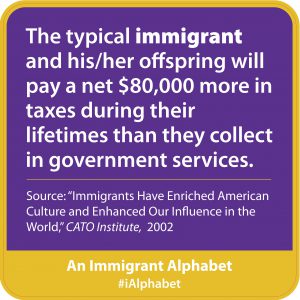 The typical immigrant
and his/her offspring will
pay a net $80,000 more in
taxes during their
lifetimes than they collect
in government services.
Source: “Immigrants Have Enriched American
Culture and Enhanced Our Influence in the
World,” CATO Institute, 2002
An Immigrant Alphabet
#iAlphabet